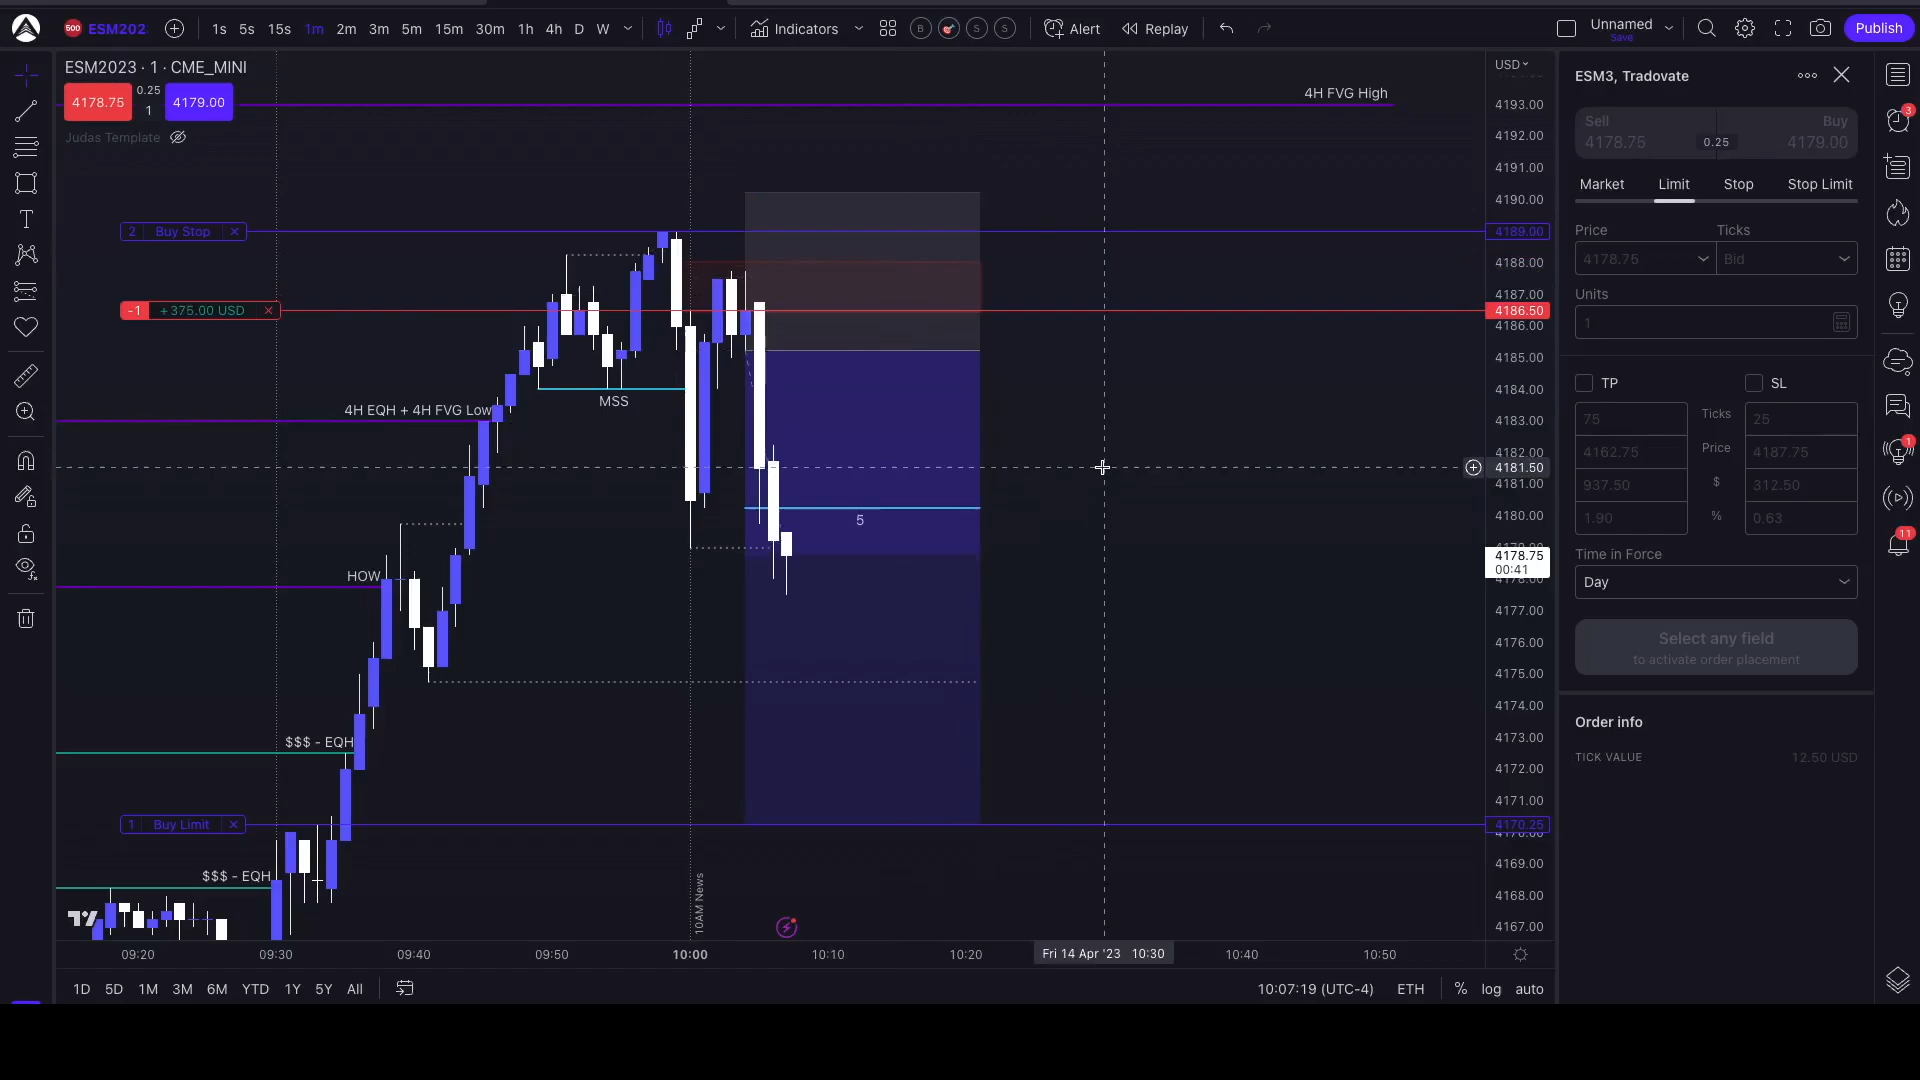 500 ESM202 1s 5s 15s 1m 2m 3m 5m 15m 30m 1h 4h D W Indicators B S S Alert Replay Unnamed Save Publish
ESM2023 · 1 · CME_MINI
4178.75 0.25 1 4179.00
Judas Template
4H FVG High
2 Buy Stop
-1 +375.00 USD
MSS
4H EQH + 4H FVG Low
5
HOW
$$$ - EQH
1 Buy Limit
$$$ - EQH
10AM News
USD
4193.00
4192.00
4191.00
4190.00
4189.00
4188.00
4187.00
4186.50
4186.00
4185.00
4184.00
4183.00
4182.00
4181.50
4181.00
4180.00
4178.75
00:41
4177.00
4176.00
4175.00
4174.00
4173.00
4172.00
4171.00
4170.25
4169.00
4168.00
4167.00
09:20 09:30 09:40 09:50 10:00 10:10 10:20 Fri 14 Apr '23 10:30 10:40 10:50
1D 5D 1M 3M 6M YTD 1Y 5Y All 10:07:19 (UTC-4) ETH % log auto
ESM3, Tradovate
Sell Buy
4178.75 0.25 4179.00
Market Limit Stop Stop Limit
Price Ticks
4178.75 Bid
Units
1
TP SL
75 Ticks 25
4162.75 Price 4187.75
937.50 $ 312.50
1.90 % 0.63
Time in Force
Day
Select any field
to activate order placement
Order info
TICK VALUE 12.50 USD
3
1
11